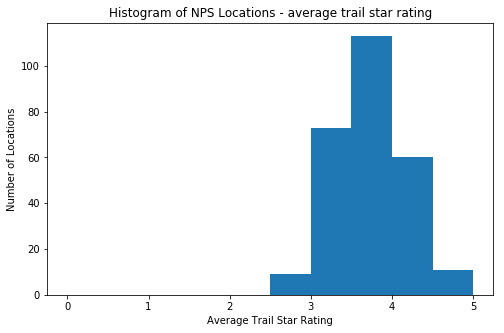 Histogram of NPS Locations - average trail star rating
Number of Locations
100
80
60
40
20
0
0 1 2 3 4 5
Average Trail Star Rating